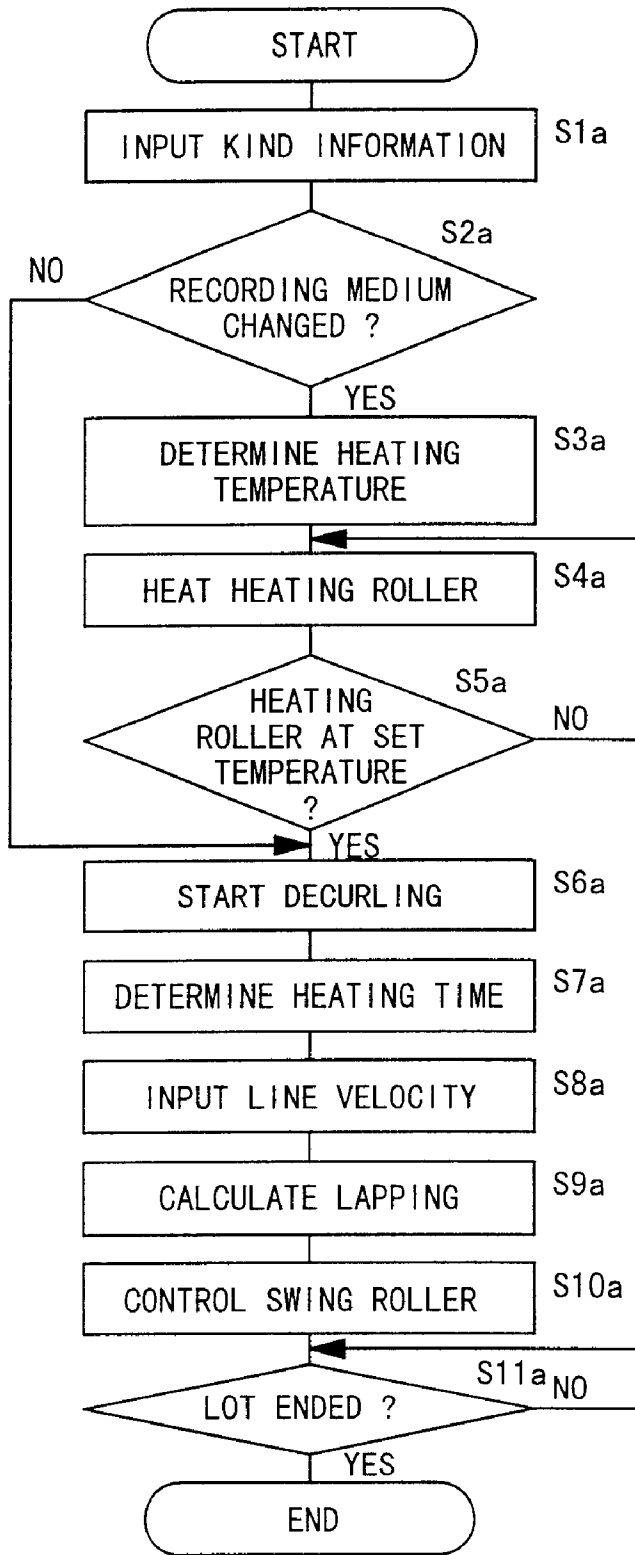 START
INPUT KIND INFORMATION
S1a
S2a
NO
RECORDING MEDIUM
CHANGED ?
YES
DETERMINE HEATING
TEMPERATURE
S3a
HEAT HEATING ROLLER
S4a
S5a
HEATING
ROLLER AT SET
TEMPERATURE
?
NO
YES
START DECURLING
S6a
DETERMINE HEATING TIME
S7a
INPUT LINE VELOCITY
S8a
CALCULATE LAPPING
S9a
CONTROL SWING ROLLER
S10a
S11a
NO
LOT ENDED ?
YES
END